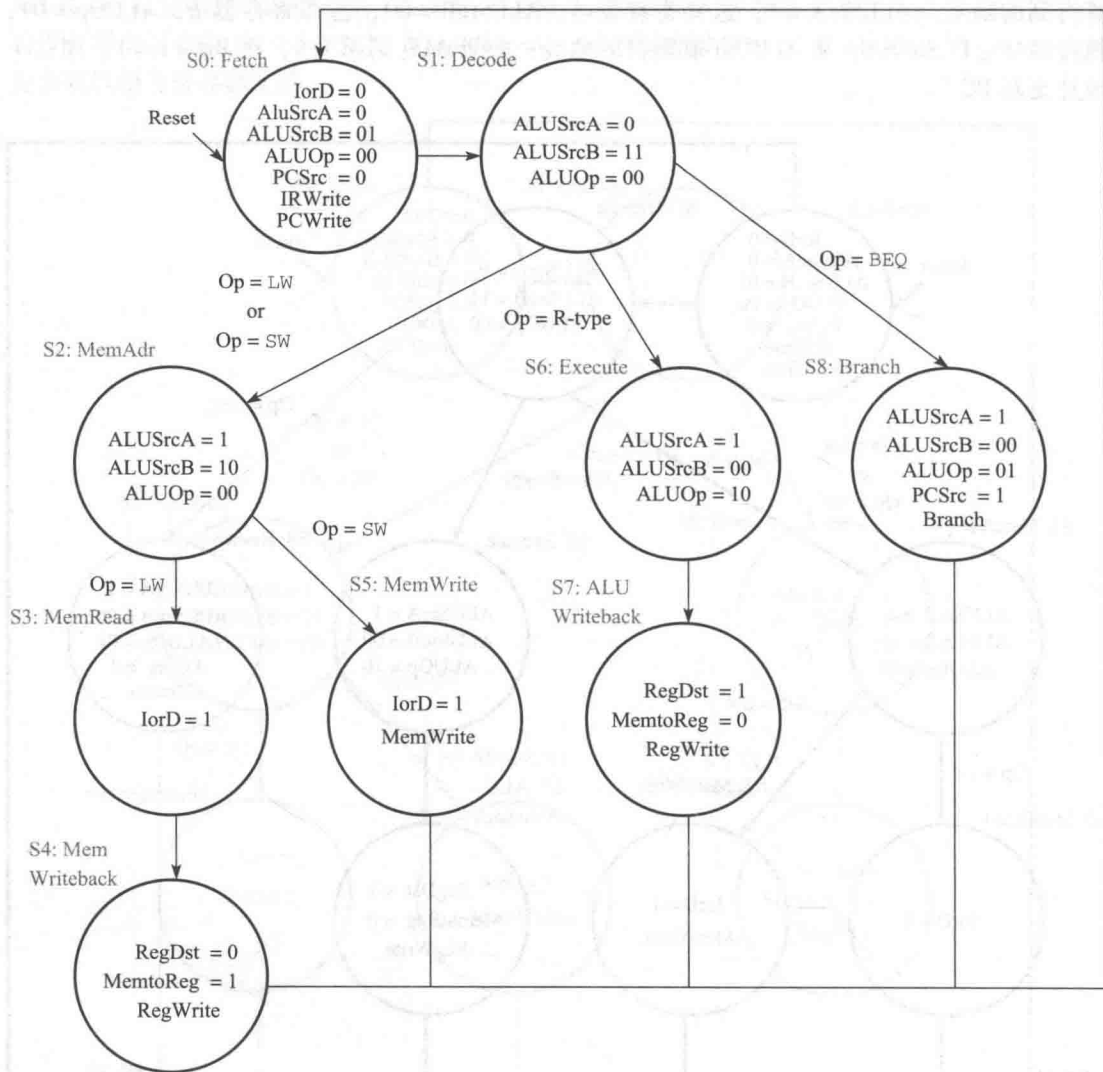 S0: Fetch
S1: Decode
Reset
IorD = 0
AluSrcA = 0
ALUSrcB = 01
ALUOp = 00
PCSrc = 0
IRWrite
PCWrite
ALUSrcA = 0
ALUSrcB = 11
ALUOp = 00
Op = BEQ
Op = LW
or
Op = SW
Op = R-type
S2: MemAdr
S6: Execute
S8: Branch
ALUSrcA = 1
ALUSrcB = 10
ALUOp = 00
ALUSrcA = 1
ALUSrcB = 00
ALUOp = 10
ALUSrcA = 1
ALUSrcB = 00
ALUOp = 01
PCSrc = 1
Branch
Op = SW
Op = LW
S3: MemRead
S5: MemWrite
S7: ALU
Writeback
IorD = 1
IorD = 1
MemWrite
RegDst = 1
MemtoReg = 0
RegWrite
S4: Mem
Writeback
RegDst = 0
MemtoReg = 1
RegWrite